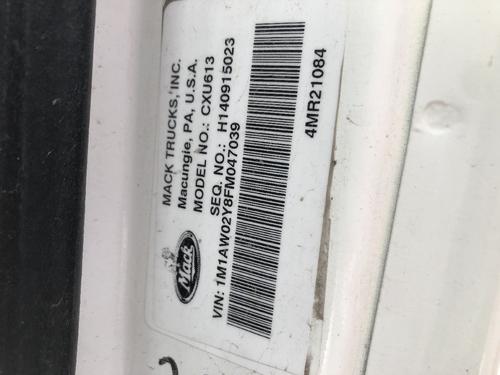 MACK TRUCKS, INC.
Macungie, PA, U.S.A.
MODEL NO.: CXU613
SEQ. NO.: H140915023
Mack
VIN: 1M1AW02Y8FM047039
4MR21084